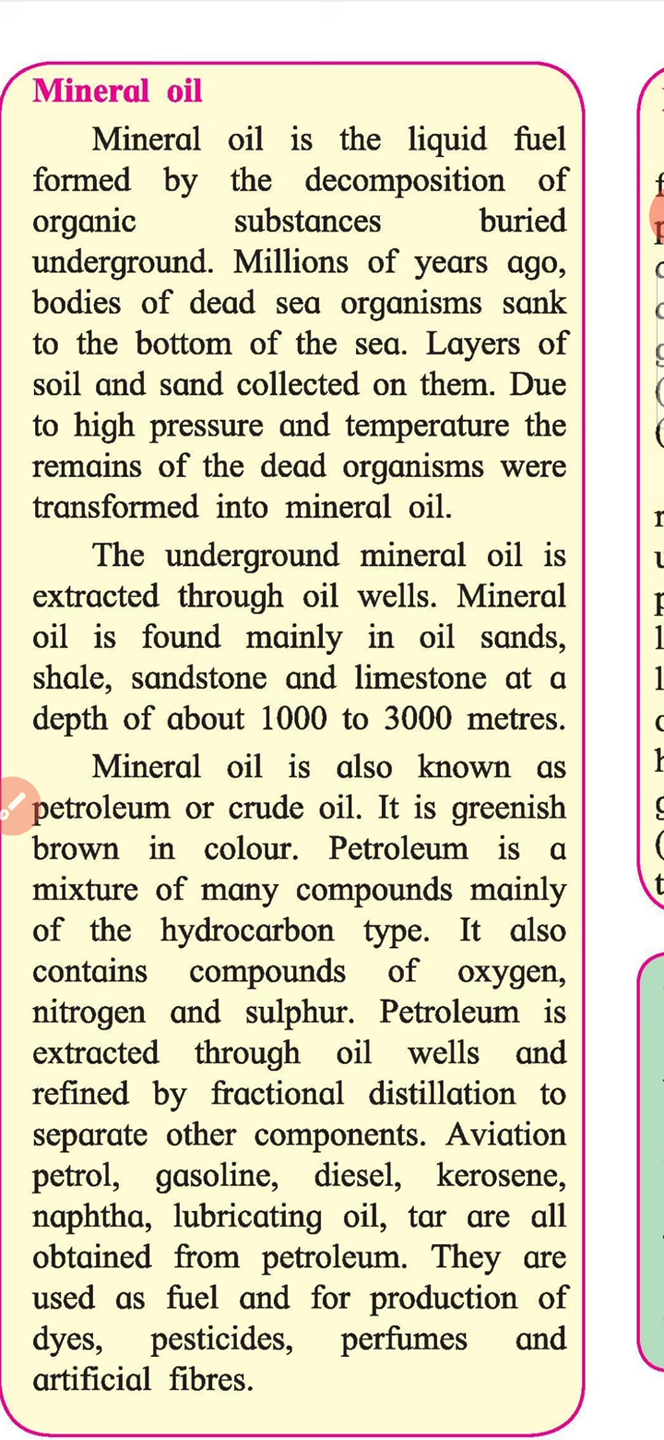 Mineral oil
Mineral oil is the liquid fuel
formed by the decomposition of
organic substances buried
underground. Millions of years ago,
bodies of dead sea organisms sank
to the bottom of the sea. Layers of
soil and sand collected on them. Due
to high pressure and temperature the
remains of the dead organisms were
transformed into mineral oil.
The underground mineral oil is
extracted through oil wells. Mineral
oil is found mainly in oil sands,
shale, sandstone and limestone at a
depth of about 1000 to 3000 metres.
Mineral oil is also known as
petroleum or crude oil. It is greenish
brown in colour. Petroleum is a
mixture of many compounds mainly
of the hydrocarbon type. It also
contains compounds of oxygen,
nitrogen and sulphur. Petroleum is
extracted through oil wells and
refined by fractional distillation to
separate other components. Aviation
petrol, gasoline, diesel, kerosene,
naphtha, lubricating oil, tar are all
obtained from petroleum. They are
used as fuel and for production of
dyes, pesticides, perfumes and
artificial fibres.